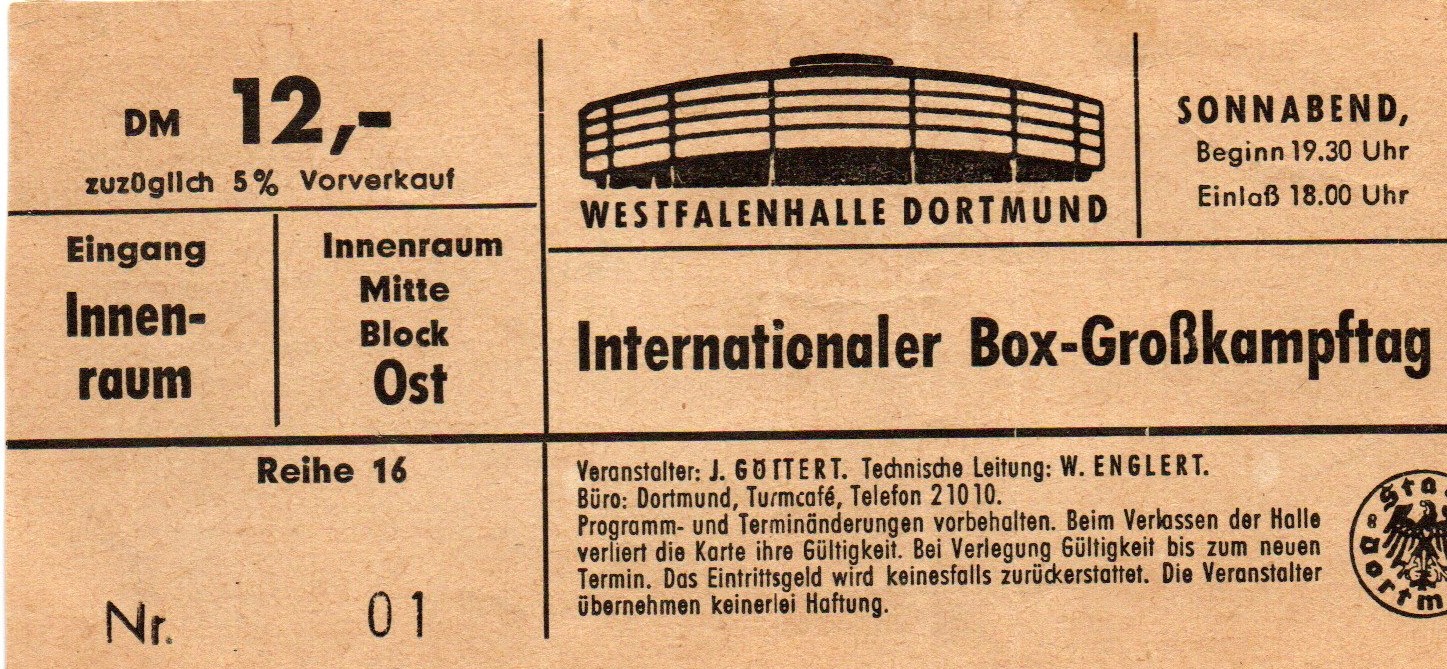 DM 12,-
zuzüglich 5% Vorverkauf
Eingang
Innen-
raum
Innenraum
Mitte
Block
Ost
Reihe 16
Nr. 01
WESTFALENHALLE DORTMUND
SONNABEND,
Beginn 19.30 Uhr
Einlaß 18.00 Uhr
Internationaler Box-Großkampftag
Veranstalter: J. GÖTTERT. Technische Leitung: W. ENGLERT.
Büro: Dortmund, Turmcafé, Telefon 21010.
Programm- und Terminänderungen vorbehalten. Beim Verlassen der Halle
verliert die Karte ihre Gültigkeit. Bei Verlegung Gültigkeit bis zum neuen
Termin. Das Eintrittsgeld wird keinesfalls zurückerstattet. Die Veranstalter
übernehmen keinerlei Haftung.
Sta
8
Dortm